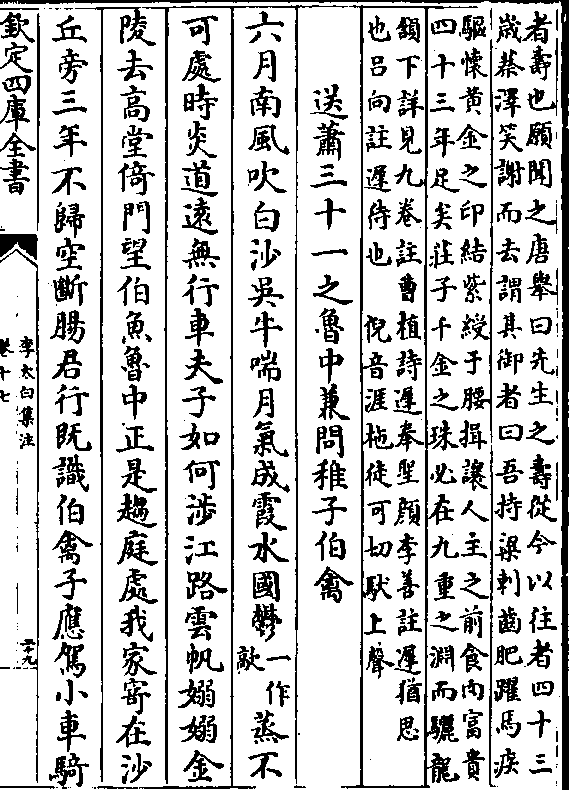 者壽也願聞之唐舉曰先生之壽從今以往者四十三
歲蔡澤笑謝而去謂其御者曰吾持粱刺齒肥躍馬疾
驅懷黃金之印結紫綬于腰揖讓人主之前食肉富貴
四十三年足矣莊子千金之珠必在九重之淵而驪龍
頷下詳見九卷註曹植詩遲奉聖顔李善註遲猶思
也吕向註遲待也　倪音涯柂徒可切馱上聲
送蕭三十一之魯中兼問稚子伯禽
六月南風吹白沙吳牛喘月氣成霞水國鬱一作歊蒸不
可處時炎道遠無行車夫子如何涉江路雲帆嫋嫋金
陵去高堂倚門望伯魚魯中正是趨庭處我家寄在沙
丘旁三年不歸空斷腸君行既識伯禽子應駕小車騎
欽定四庫全書
李太白集注
卷十七
二十九